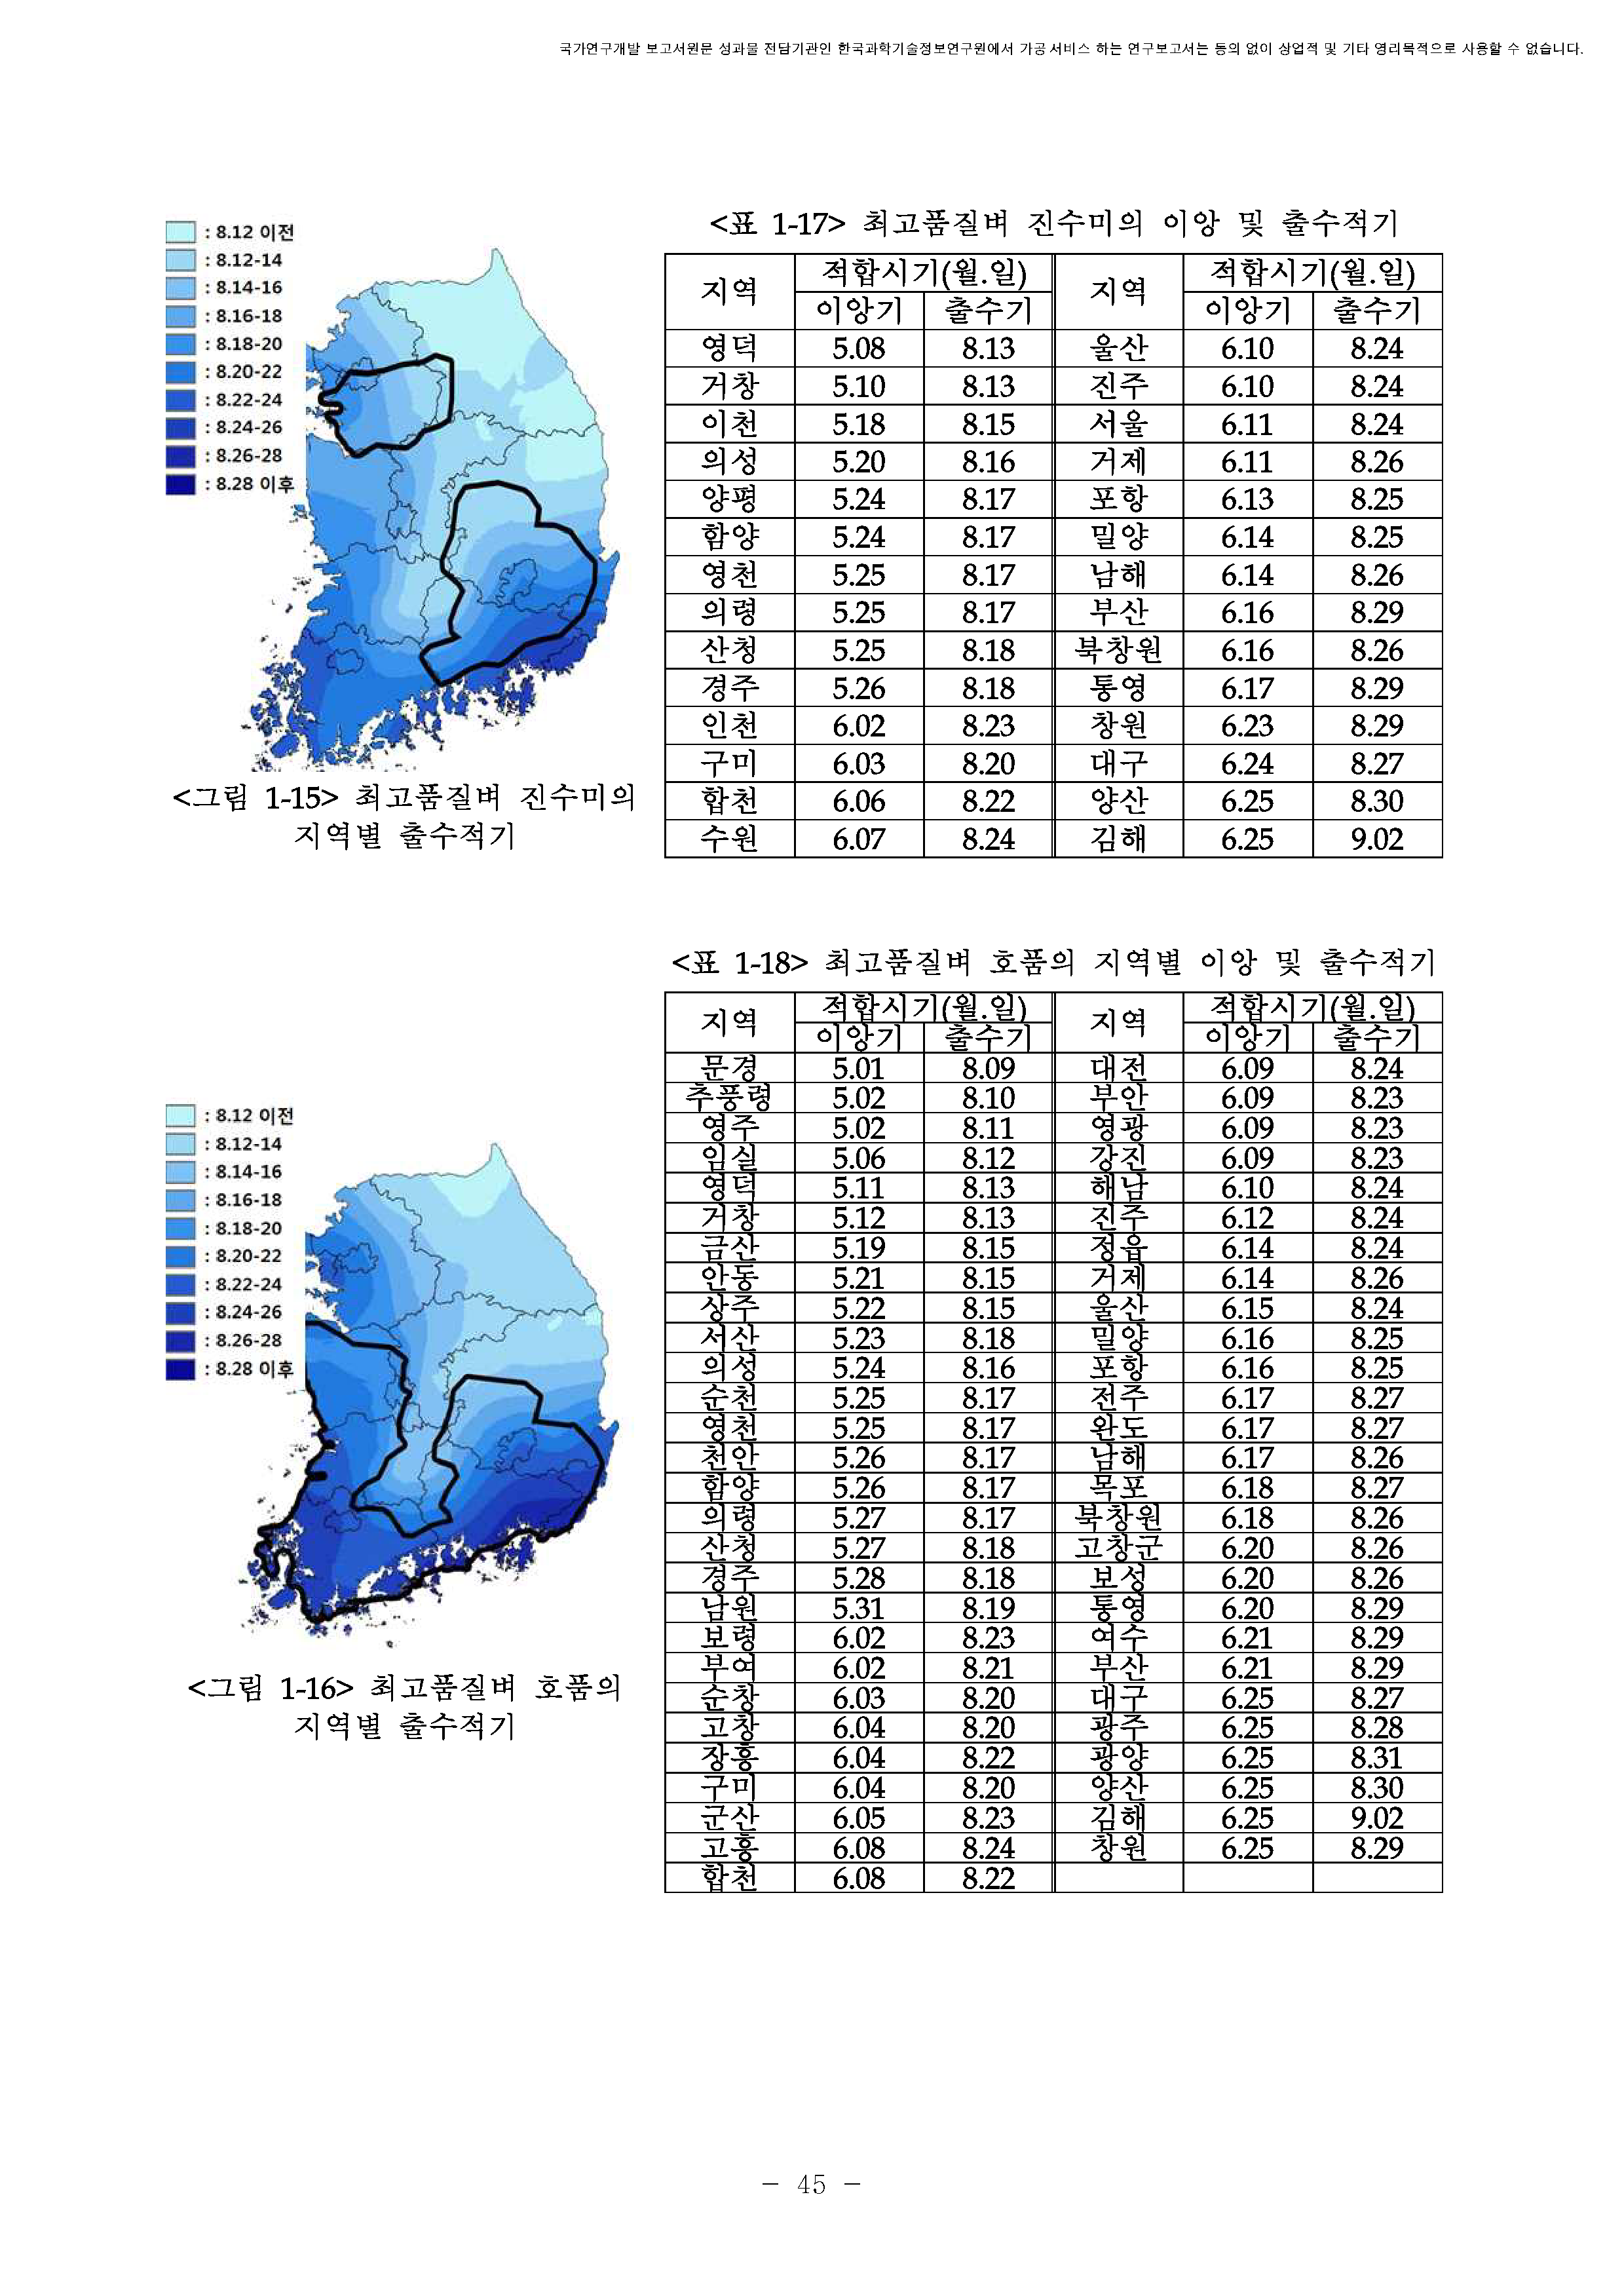 국가연구개발 보고서원문 성과물 전담기관인 한국과학기술정보연구원에서 가공·서비스 하는 연구보고서는 동의 없이 상업적 및 기타 영리목적으로 사용할 수 없습니다.
: 8.12 이전
: 8.12-14
: 8.14-16
: 8.16-18
: 8.18-20
: 8.20-22
: 8.22-24
: 8.24-26
: 8.26-28
: 8.28 이후
<그림 1-15> 최고품질벼 진수미의
지역별 출수적기
<표 1-17> 최고품질벼 진수미의 이앙 및 출수적기
지역 적합시기(월.일) 지역 적합시기(월.일)
이앙기 출수기 이앙기 출수기
영덕 5.08 8.13 울산 6.10 8.24
거창 5.10 8.13 진주 6.10 8.24
이천 5.18 8.15 서울 6.11 8.24
의성 5.20 8.16 거제 6.11 8.26
양평 5.24 8.17 포항 6.13 8.25
함양 5.24 8.17 밀양 6.14 8.25
영천 5.25 8.17 남해 6.14 8.26
의령 5.25 8.17 부산 6.16 8.29
산청 5.25 8.18 북창원 6.16 8.26
경주 5.26 8.18 통영 6.17 8.29
인천 6.02 8.23 창원 6.23 8.29
구미 6.03 8.20 대구 6.24 8.27
합천 6.06 8.22 양산 6.25 8.30
수원 6.07 8.24 김해 6.25 9.02
: 8.12 이전
: 8.12-14
: 8.14-16
: 8.16-18
: 8.18-20
: 8.20-22
: 8.22-24
: 8.24-26
: 8.26-28
: 8.28 이후
<그림 1-16> 최고품질벼 호품의
지역별 출수적기
<표 1-18> 최고품질벼 호품의 지역별 이앙 및 출수적기
지역 적합시기(월.일) 지역 적합시기(월.일)
이앙기 출수기 이앙기 출수기
문경 5.01 8.09 대전 6.09 8.24
추풍령 5.02 8.10 부안 6.09 8.23
영주 5.02 8.11 영광 6.09 8.23
임실 5.06 8.12 강진 6.09 8.23
영덕 5.11 8.13 해남 6.10 8.24
거창 5.12 8.13 진주 6.12 8.24
금산 5.19 8.15 정읍 6.14 8.24
안동 5.21 8.15 거제 6.14 8.26
상주 5.22 8.15 울산 6.15 8.24
서산 5.23 8.18 밀양 6.16 8.25
의성 5.24 8.16 포항 6.16 8.25
순천 5.25 8.17 전주 6.17 8.27
영천 5.25 8.17 완도 6.17 8.27
천안 5.26 8.17 남해 6.17 8.26
함양 5.26 8.17 목포 6.18 8.27
의령 5.27 8.17 북창원 6.18 8.26
산청 5.27 8.18 고창군 6.20 8.26
경주 5.28 8.18 보성 6.20 8.26
남원 5.31 8.19 통영 6.20 8.29
보령 6.02 8.23 여수 6.21 8.29
부여 6.02 8.21 부산 6.21 8.29
순창 6.03 8.20 대구 6.25 8.27
고창 6.04 8.20 광주 6.25 8.28
장흥 6.04 8.22 광양 6.25 8.31
구미 6.04 8.20 양산 6.25 8.30
군산 6.05 8.23 김해 6.25 9.02
고흥 6.08 8.24 창원 6.25 8.29
합천 6.08 8.22
- 45 -